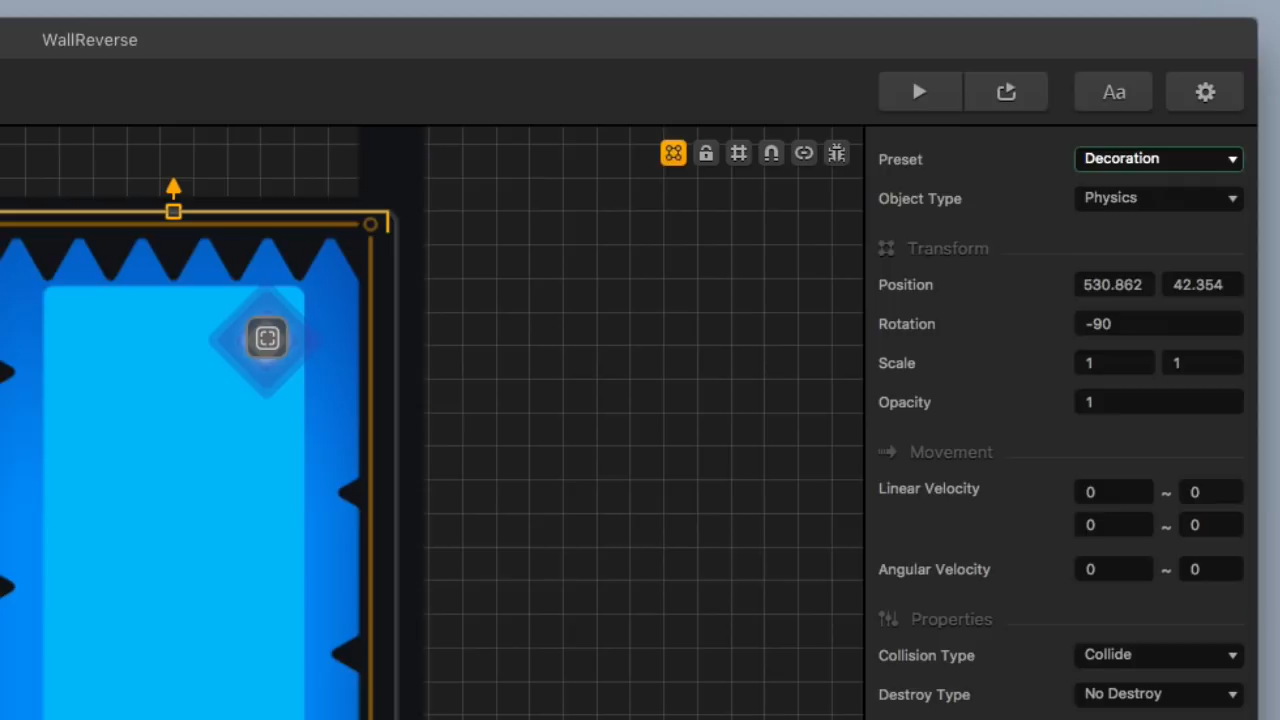 WallReverse
Aa
Preset Decoration
Object Type Physics
Transform
Position 530.862 42.354
Rotation -90
Scale 1 1
Opacity 1
Movement
Linear Velocity 0 ~ 0
0 ~ 0
Angular Velocity 0 ~ 0
Properties
Collision Type Collide
Destroy Type No Destroy